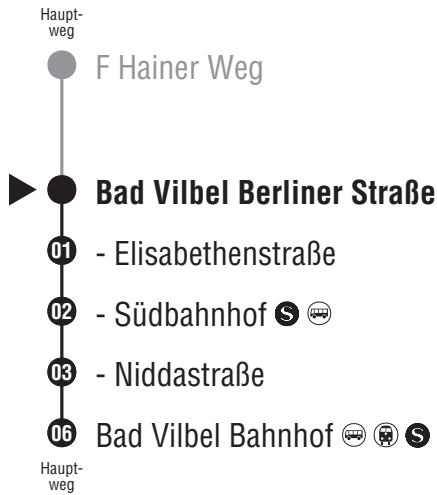 Haupt-
weg
F Hainer Weg
Bad Vilbel Berliner Straße
01 - Elisabethenstraße
02 - Südbahnhof S
03 - Niddastraße
06 Bad Vilbel Bahnhof S
Haupt-
weg